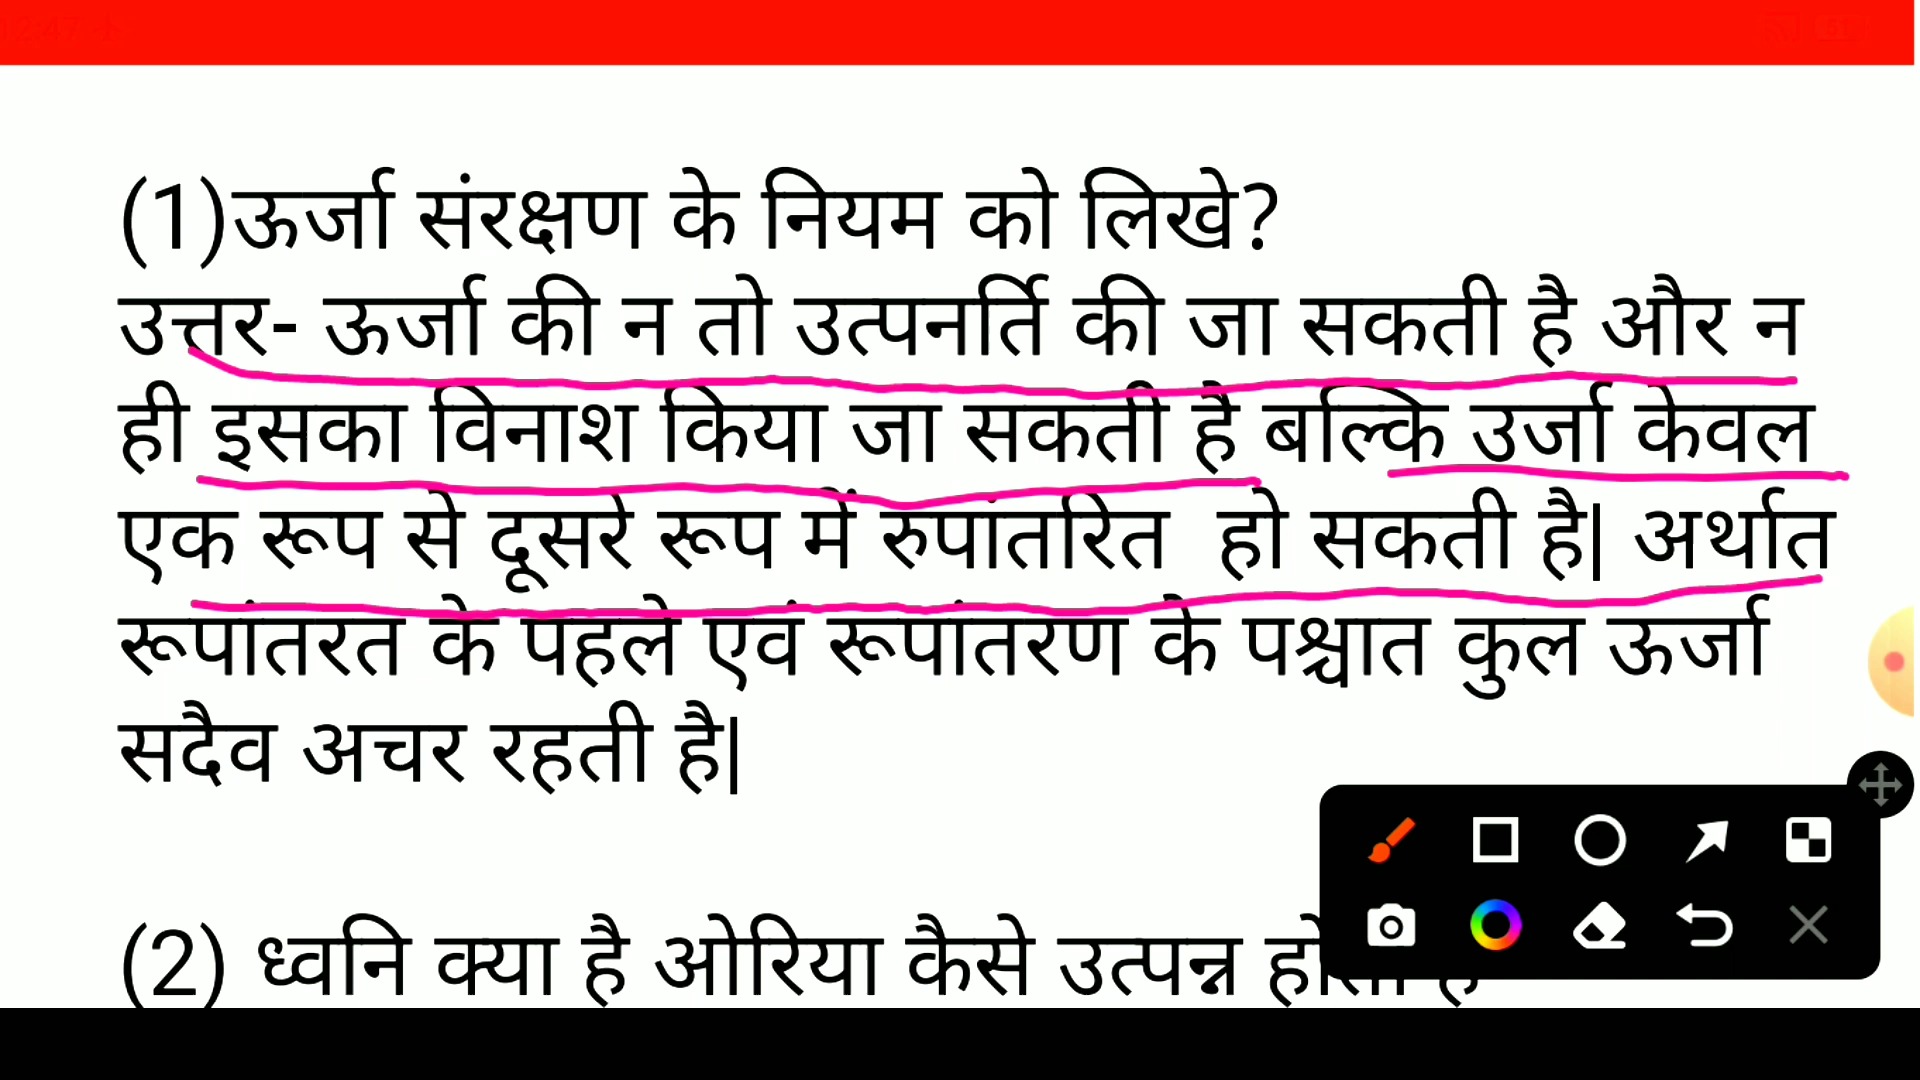 (1)ऊर्जा संरक्षण के नियम को लिखे?
उत्तर- ऊर्जा की न तो उत्पनर्ति की जा सकती है और न
ही इसका विनाश किया जा सकती है बल्कि उर्जा केवल
एक रूप से दूसरे रूप में रुपांतरित हो सकती है| अर्थात
रूपांतरत के पहले एवं रूपांतरण के पश्चात कुल ऊर्जा
सदैव अचर रहती है|
(2) ध्वनि क्या है ओरिया कैसे उत्पन्न